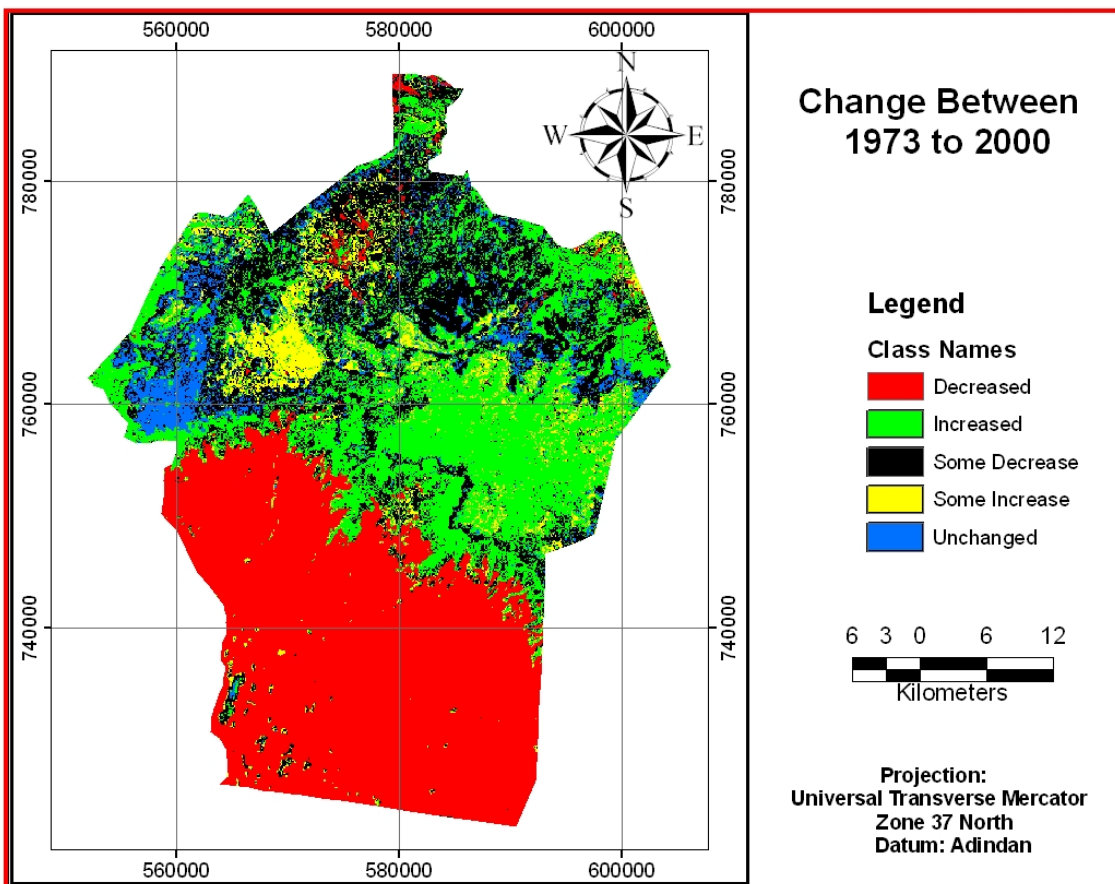 560000 580000 600000
N
W E
S
780000 780000
760000 760000
740000 740000
560000 580000 600000
Change Between
1973 to 2000
Legend
Class Names
Decreased
Increased
Some Decrease
Some Increase
Unchanged
6 3 0 6 12
Kilometers
Projection:
Universal Transverse Mercator
Zone 37 North
Datum: Adindan